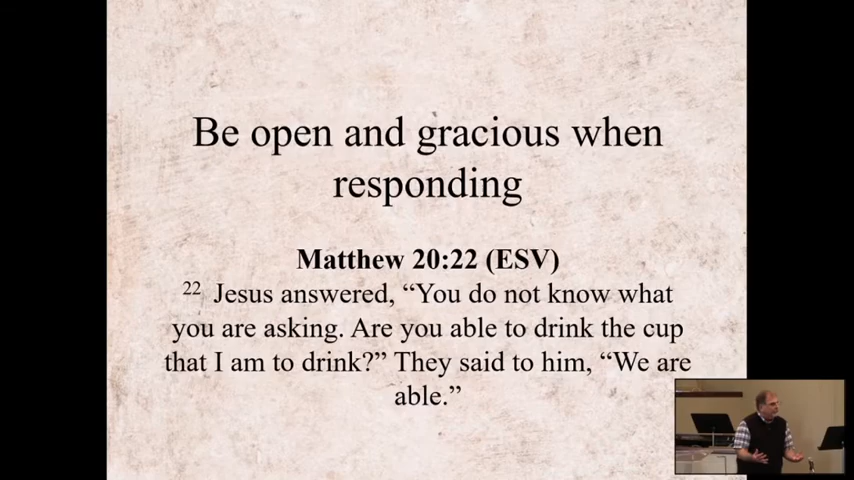 Be open and gracious when
responding
Matthew 20:22 (ESV)
22 Jesus answered, “You do not know what
you are asking. Are you able to drink the cup
that I am to drink?” They said to him, “We are
able.”